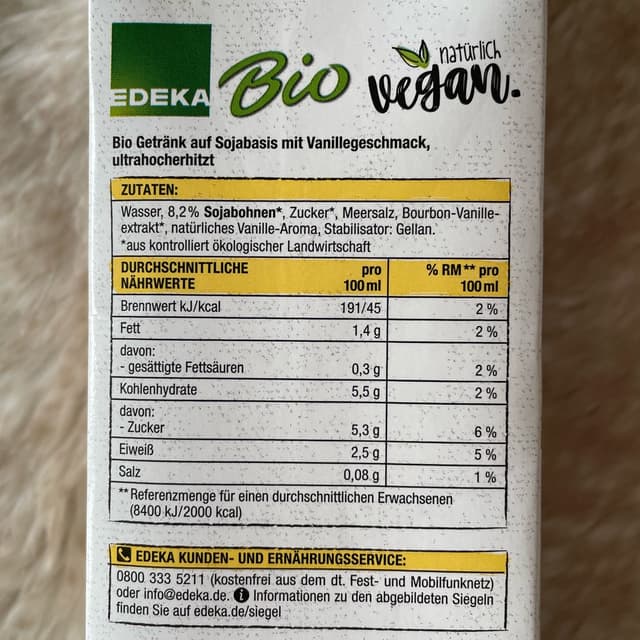 EDEKA
Bio
natürlich
vegan.
Bio Getränk auf Sojabasis mit Vanillegeschmack,
ultrahocherhitzt
ZUTATEN:
Wasser, 8,2% Sojabohnen*, Zucker*, Meersalz, Bourbon-Vanille-
extrakt*, natürliches Vanille-Aroma, Stabilisator: Gellan.
*aus kontrolliert ökologischer Landwirtschaft
DURCHSCHNITTLICHE pro % RM** pro
NÄHRWERTE 100ml 100ml
Brennwert kJ/kcal 191/45 2 %
Fett 1,4 g 2 %
davon:
- gesättigte Fettsäuren 0,3 g 2 %
Kohlenhydrate 5,5 g 2 %
davon:
- Zucker 5,3 g 6 %
Eiweiß 2,5 g 5 %
Salz 0,08 g 1 %
**Referenzmenge für einen durchschnittlichen Erwachsenen
(8400 kJ/2000 kcal)
EDEKA KUNDEN- UND ERNÄHRUNGSSERVICE:
0800 333 5211 (kostenfrei aus dem dt. Fest- und Mobilfunknetz)
oder info@edeka.de. i Informationen zu den abgebildeten Siegeln
finden Sie auf edeka.de/siegel